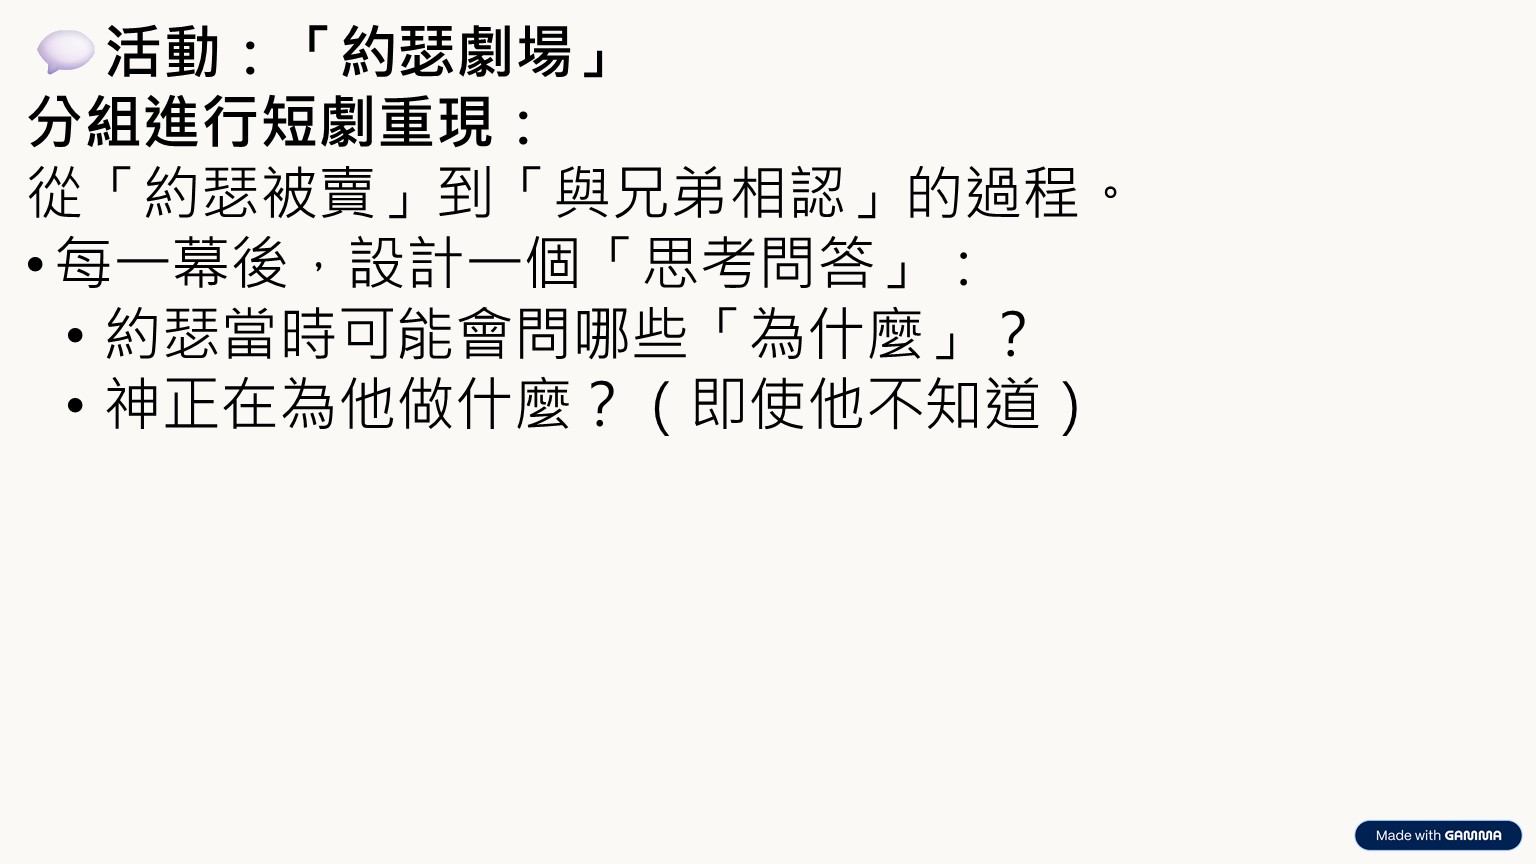 💬活動：「約瑟劇場」
分組進行短劇重現：
從「約瑟被賣」到「與兄弟相認」的過程。
•每一幕後，設計一個「思考問答」：
• 約瑟當時可能會問哪些「為什麼」？
• 神正在為他做什麼？（即使他不知道）
Made with GAMMA